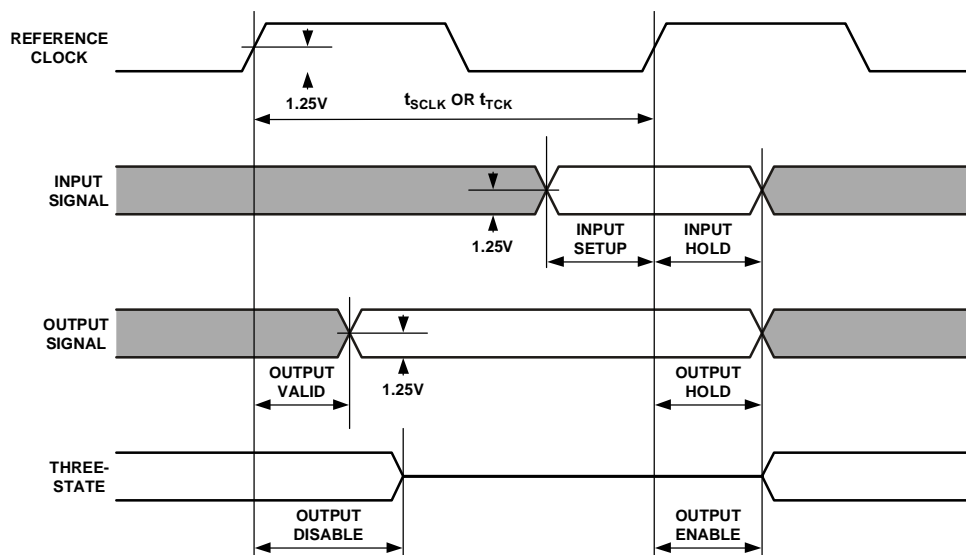 REFERENCE
CLOCK
1.25V
tSCLK OR tTCK
INPUT
SIGNAL
1.25V
INPUT
SETUP
INPUT
HOLD
OUTPUT
SIGNAL
OUTPUT
VALID
1.25V
OUTPUT
HOLD
THREE-
STATE
OUTPUT
DISABLE
OUTPUT
ENABLE